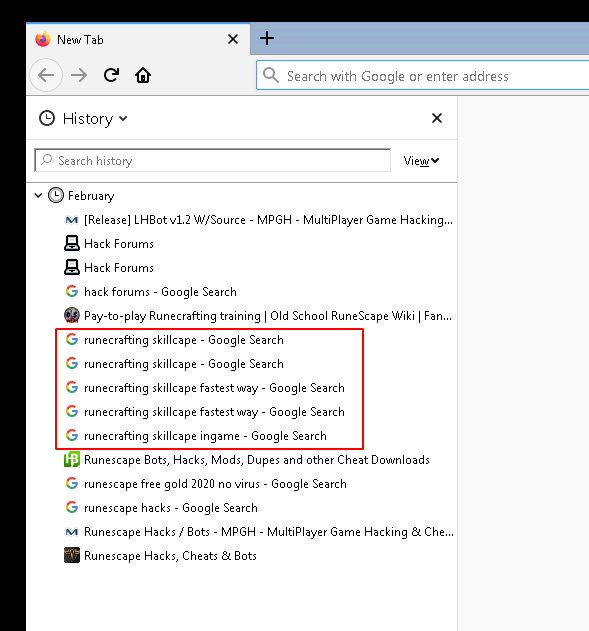 New Tab
Search with Google or enter address
History
Search history
View
February
[Release] LHBot v1.2 W/Source - MPGH - MultiPlayer Game Hacking...
Hack Forums
Hack Forums
hack forums - Google Search
Pay-to-play Runecrafting training | Old School RuneScape Wiki | Fan...
runecrafting skillcape - Google Search
runecrafting skillcape - Google Search
runecrafting skillcape fastest way - Google Search
runecrafting skillcape fastest way - Google Search
runecrafting skillcape ingame - Google Search
Runescape Bots, Hacks, Mods, Dupes and other Cheat Downloads
runescape free gold 2020 no virus - Google Search
runescape hacks - Google Search
Runescape Hacks / Bots - MPGH - MultiPlayer Game Hacking & Che...
Runescape Hacks, Cheats & Bots